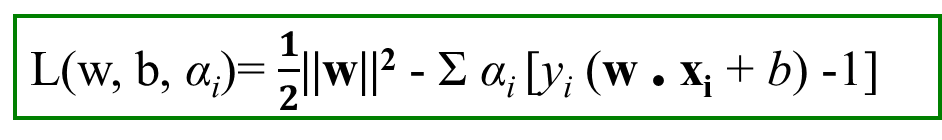 L(w, b, αᵢ)= ½||w||² - Σ αᵢ [yᵢ (w . xᵢ + b) -1]